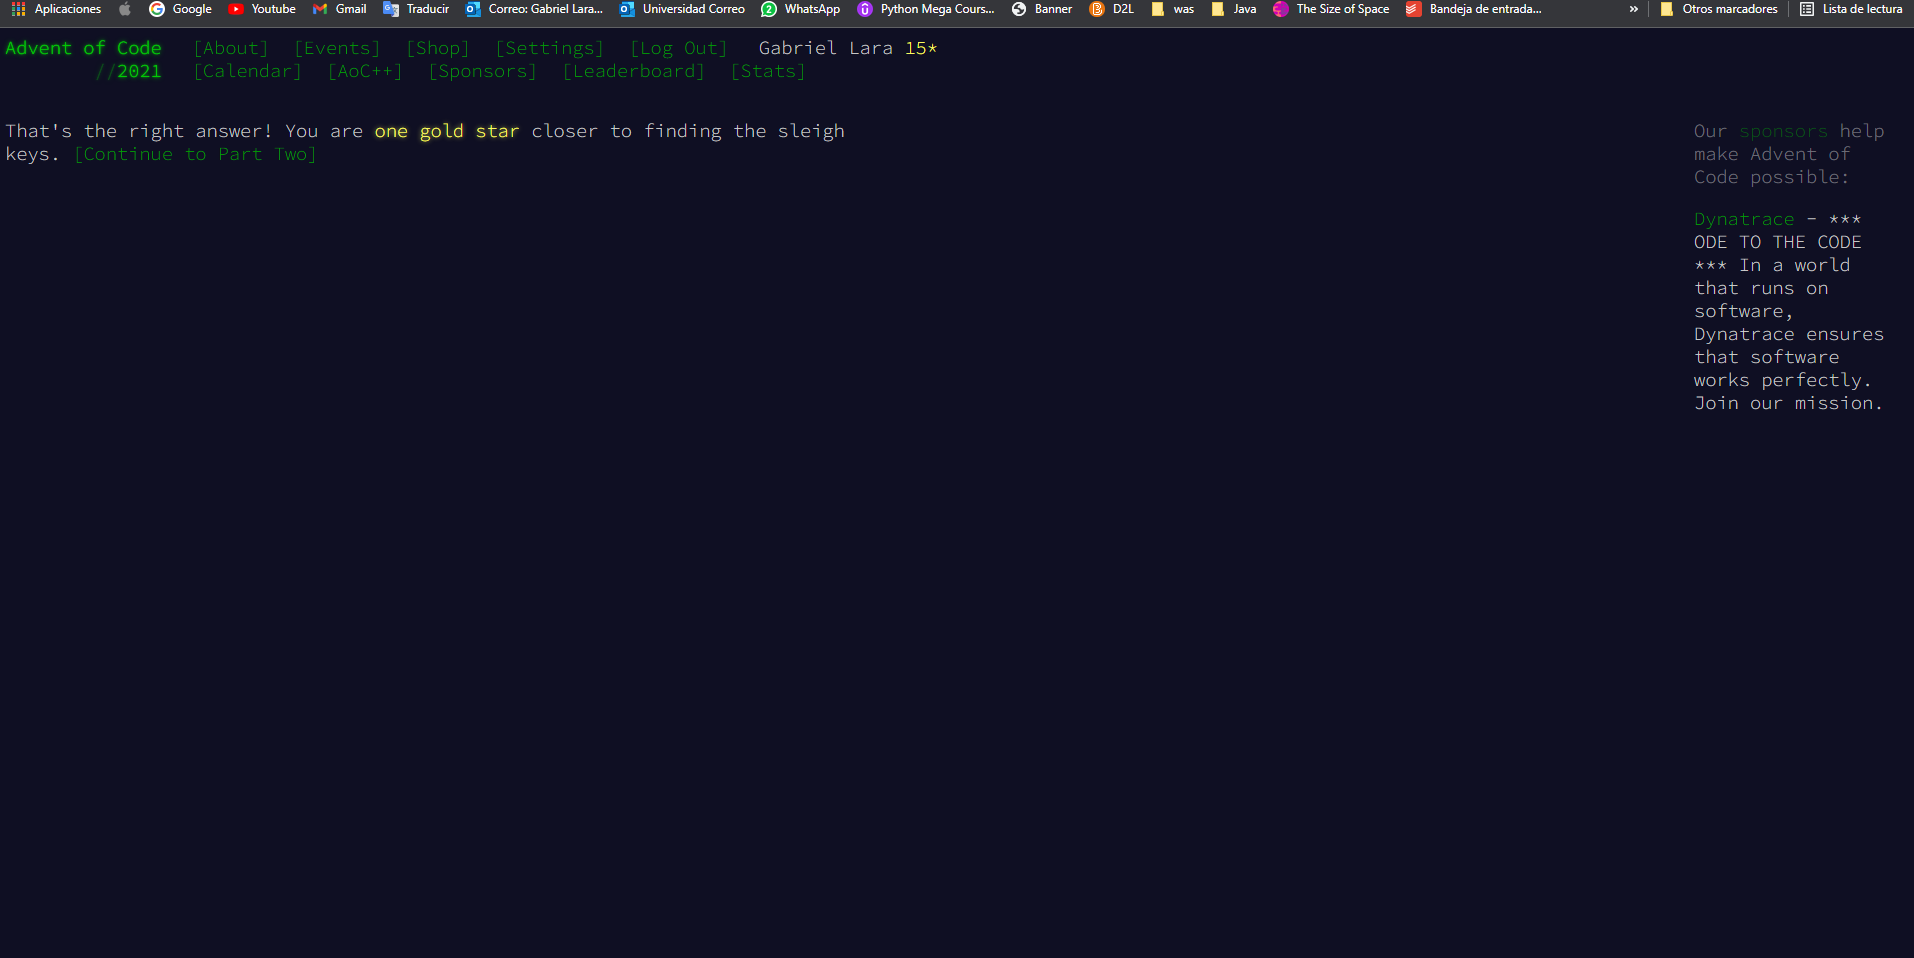 Aplicaciones Google Youtube Gmail Traducir Correo: Gabriel Lara... Universidad Correo WhatsApp Python Mega Cours... Banner D2L was Java The Size of Space Bandeja de entrada... » Otros marcadores Lista de lectura
Advent of Code [About] [Events] [Shop] [Settings] [Log Out] Gabriel Lara 15*
//2021 [Calendar] [AoC++] [Sponsors] [Leaderboard] [Stats]
That's the right answer! You are one gold star closer to finding the sleigh
keys. [Continue to Part Two]
Our sponsors help
make Advent of
Code possible:
Dynatrace - ***
ODE TO THE CODE
*** In a world
that runs on
software,
Dynatrace ensures
that software
works perfectly.
Join our mission.